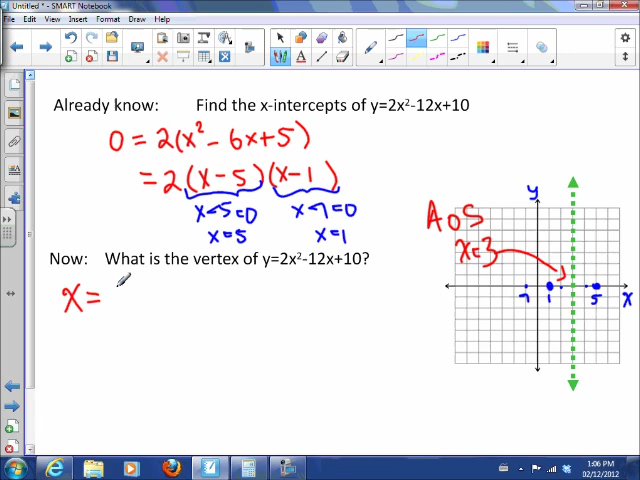 Untitled * - SMART Notebook
File Edit View Insert Format Tools Draw Help
Already know: Find the x-intercepts of y=2x²-12x+10
0 = 2(x² - 6x+5)
= 2(x-5)(x-1)
x-5=0 x-1=0
x=5 x=1
AoS
x=3
y
1 5 x
Now: What is the vertex of y=2x²-12x+10?
x=
1:06 PM
02/12/2012